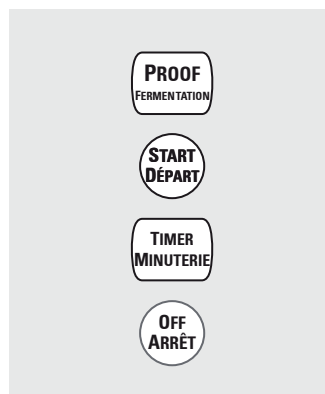 PROOF
FERMENTATION
START
DÉPART
TIMER
MINUTERIE
OFF
ARRÊT